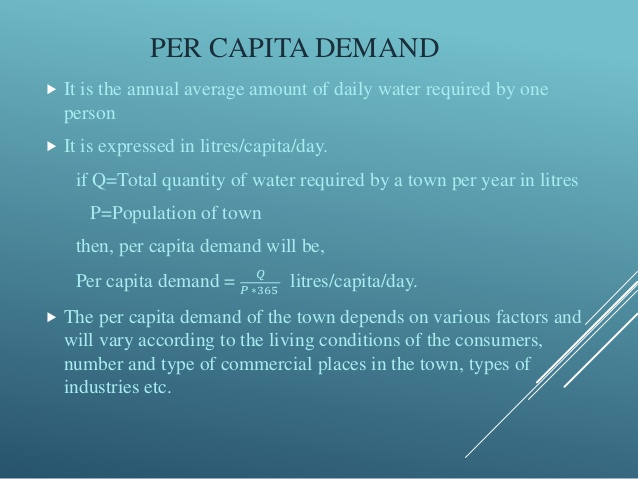 PER CAPITA DEMAND
It is the annual average amount of daily water required by one
person
It is expressed in litres/capita/day.
if Q=Total quantity of water required by a town per year in litres
P=Population of town
then, per capita demand will be,
Per capita demand = Q / P *365 litres/capita/day.
The per capita demand of the town depends on various factors and
will vary according to the living conditions of the consumers,
number and type of commercial places in the town, types of
industries etc.